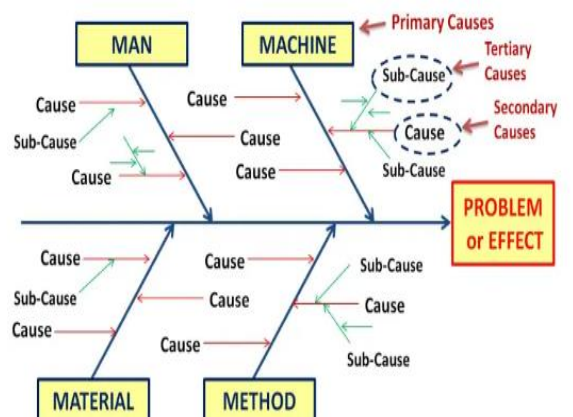 Primary Causes
MAN
MACHINE
Tertiary
Causes
Sub-Cause
Cause
Cause
Secondary
Causes
Sub-Cause
Cause
Cause
Cause
Cause
Cause
Sub-Cause
PROBLEM
or EFFECT
Cause
Cause
Sub-Cause
Sub-Cause
Cause
Cause
Cause
Cause
Cause
Sub-Cause
MATERIAL
METHOD